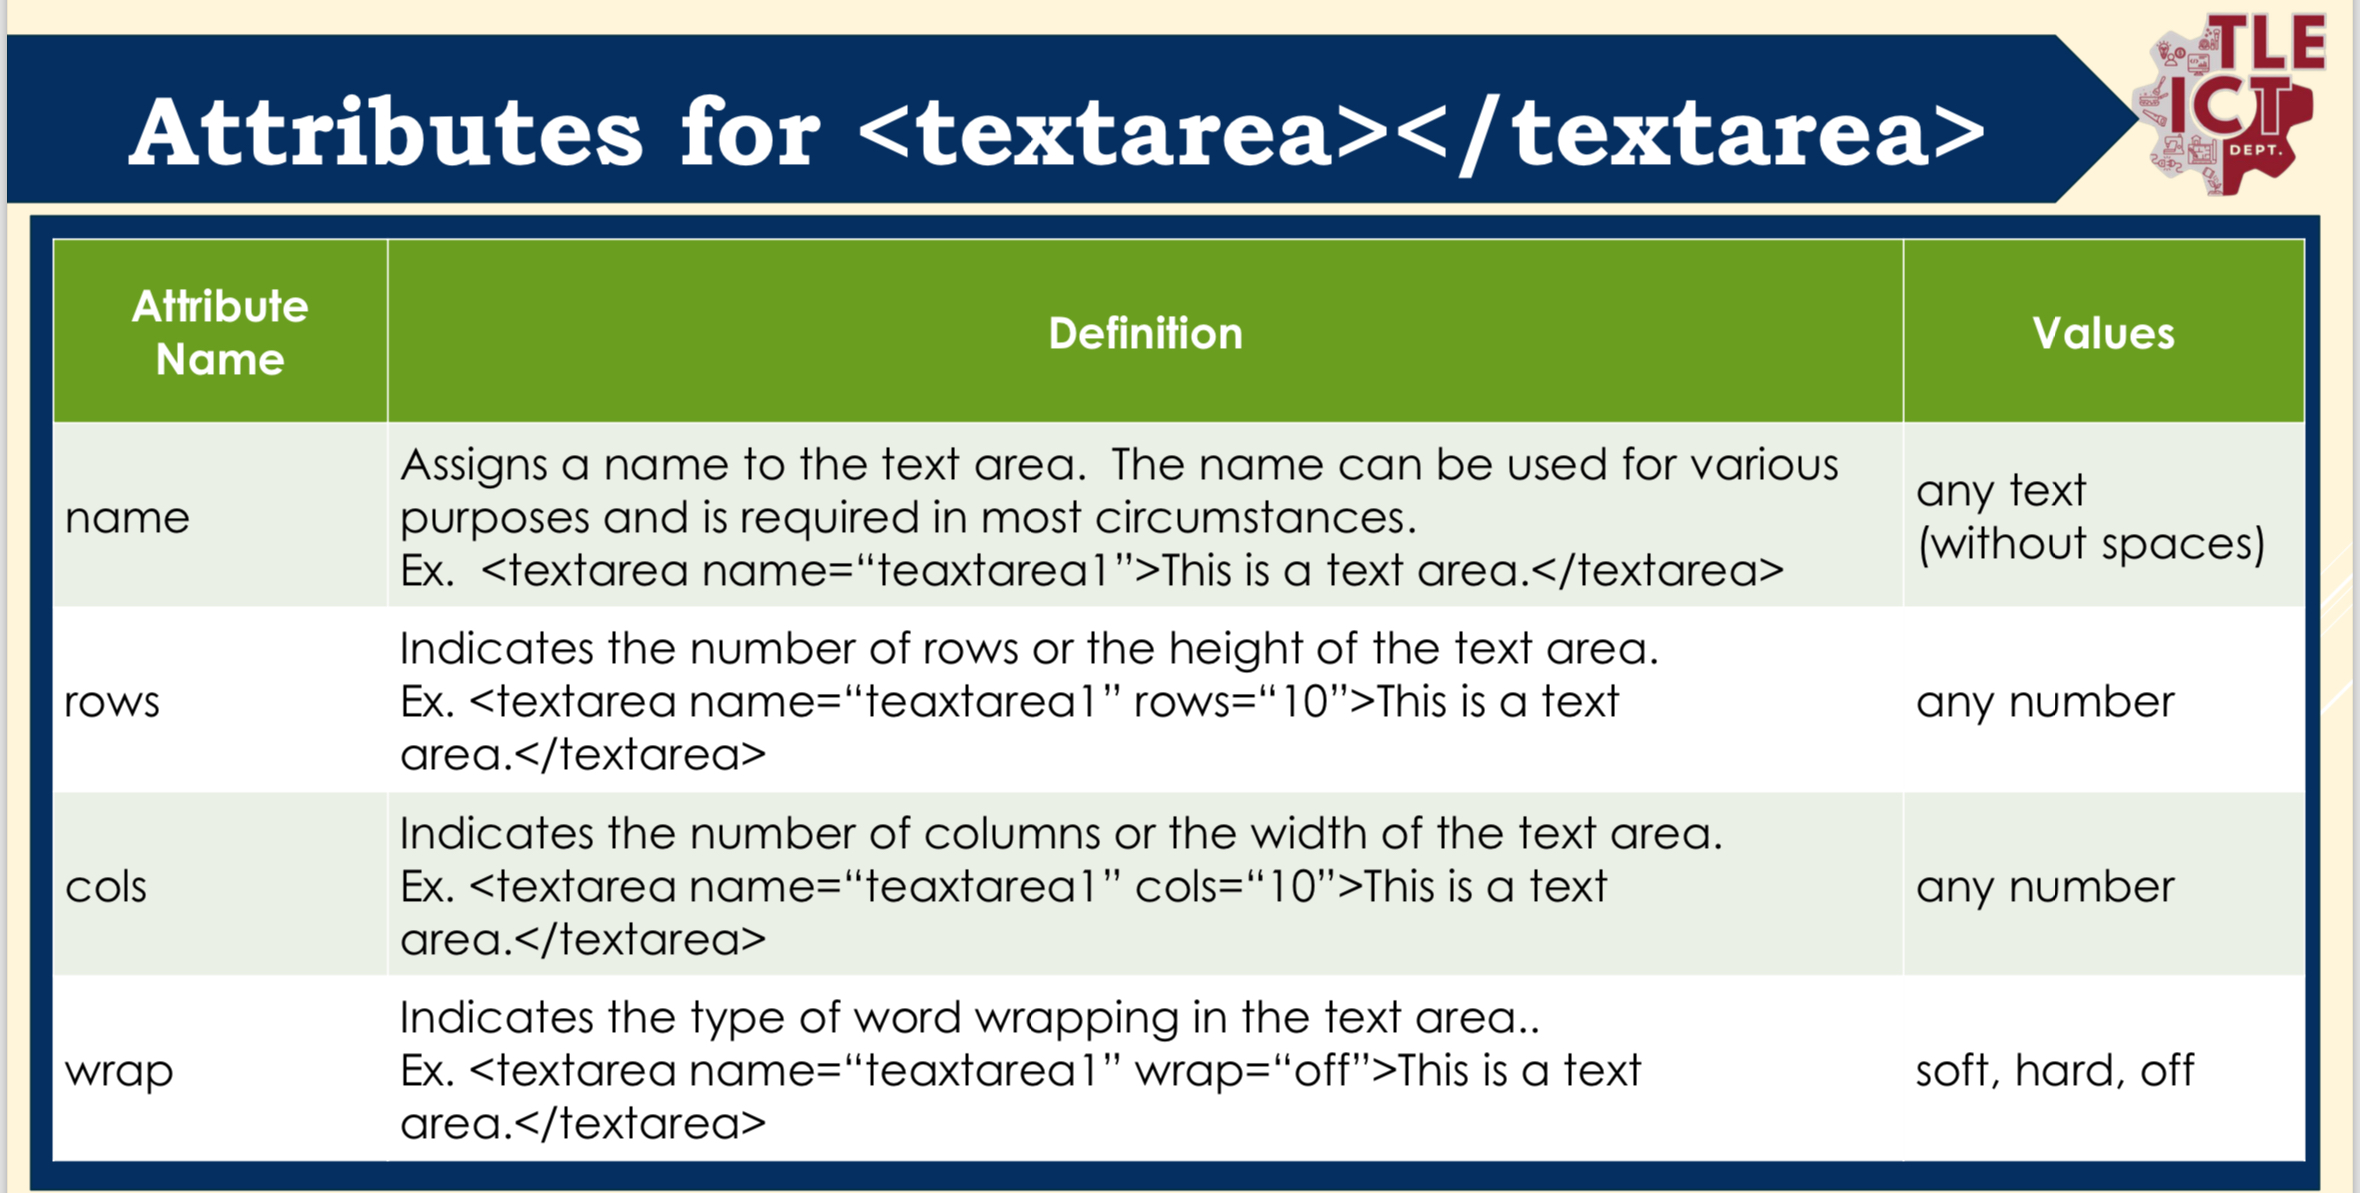 Attributes for <textarea></textarea>
TLE
ICT
DEPT.
Attribute
Name
Definition
Values
name
Assigns a name to the text area.  The name can be used for various
purposes and is required in most circumstances.
Ex.  <textarea name=“teaxtarea1”>This is a text area.</textarea>
any text
(without spaces)
rows
Indicates the number of rows or the height of the text area.
Ex. <textarea name=“teaxtarea1” rows=“10”>This is a text
area.</textarea>
any number
cols
Indicates the number of columns or the width of the text area.
Ex. <textarea name=“teaxtarea1” cols=“10”>This is a text
area.</textarea>
any number
wrap
Indicates the type of word wrapping in the text area..
Ex. <textarea name=“teaxtarea1” wrap=“off”>This is a text
area.</textarea>
soft, hard, off